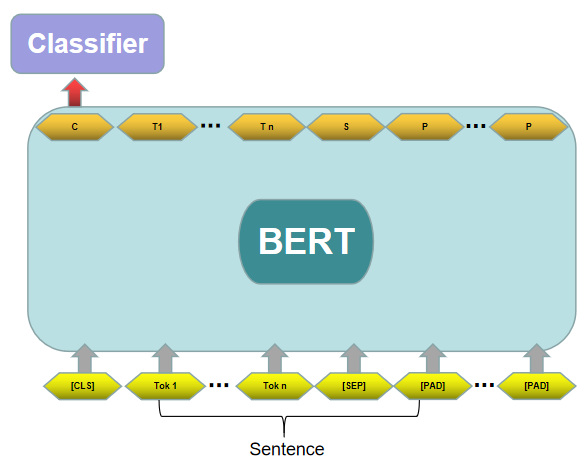 Classifier
C T1 ... T n S P ... P
BERT
[CLS] Tok 1 ... Tok n [SEP] [PAD] ... [PAD]
Sentence